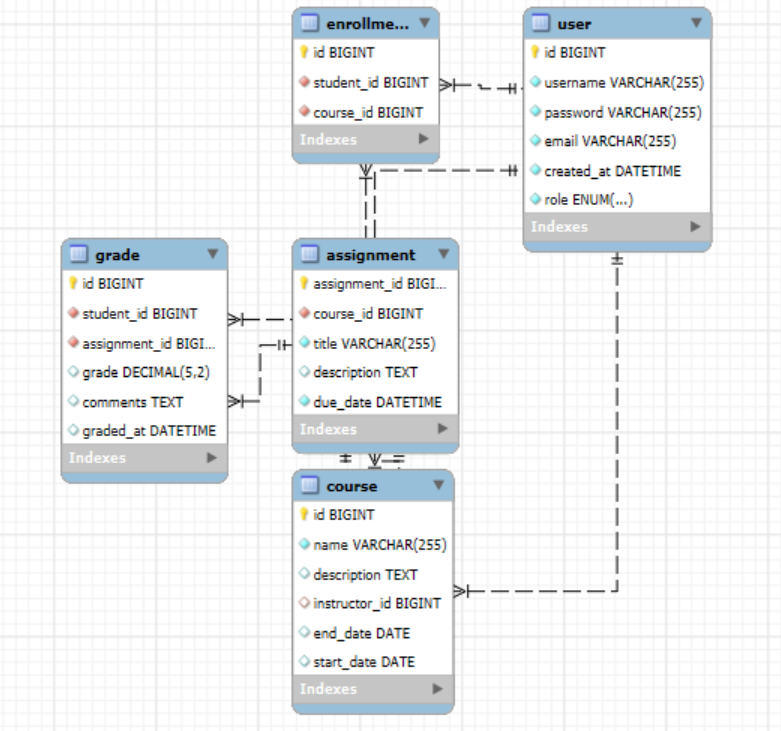 enrollme...
id BIGINT
student_id BIGINT
course_id BIGINT
Indexes
user
id BIGINT
username VARCHAR(255)
password VARCHAR(255)
email VARCHAR(255)
created_at DATETIME
role ENUM(...)
Indexes
grade
id BIGINT
student_id BIGINT
assignment_id BIGI...
grade DECIMAL(5,2)
comments TEXT
graded_at DATETIME
Indexes
assignment
assignment_id BIGI...
course_id BIGINT
title VARCHAR(255)
description TEXT
due_date DATETIME
Indexes
course
id BIGINT
name VARCHAR(255)
description TEXT
instructor_id BIGINT
end_date DATE
start_date DATE
Indexes